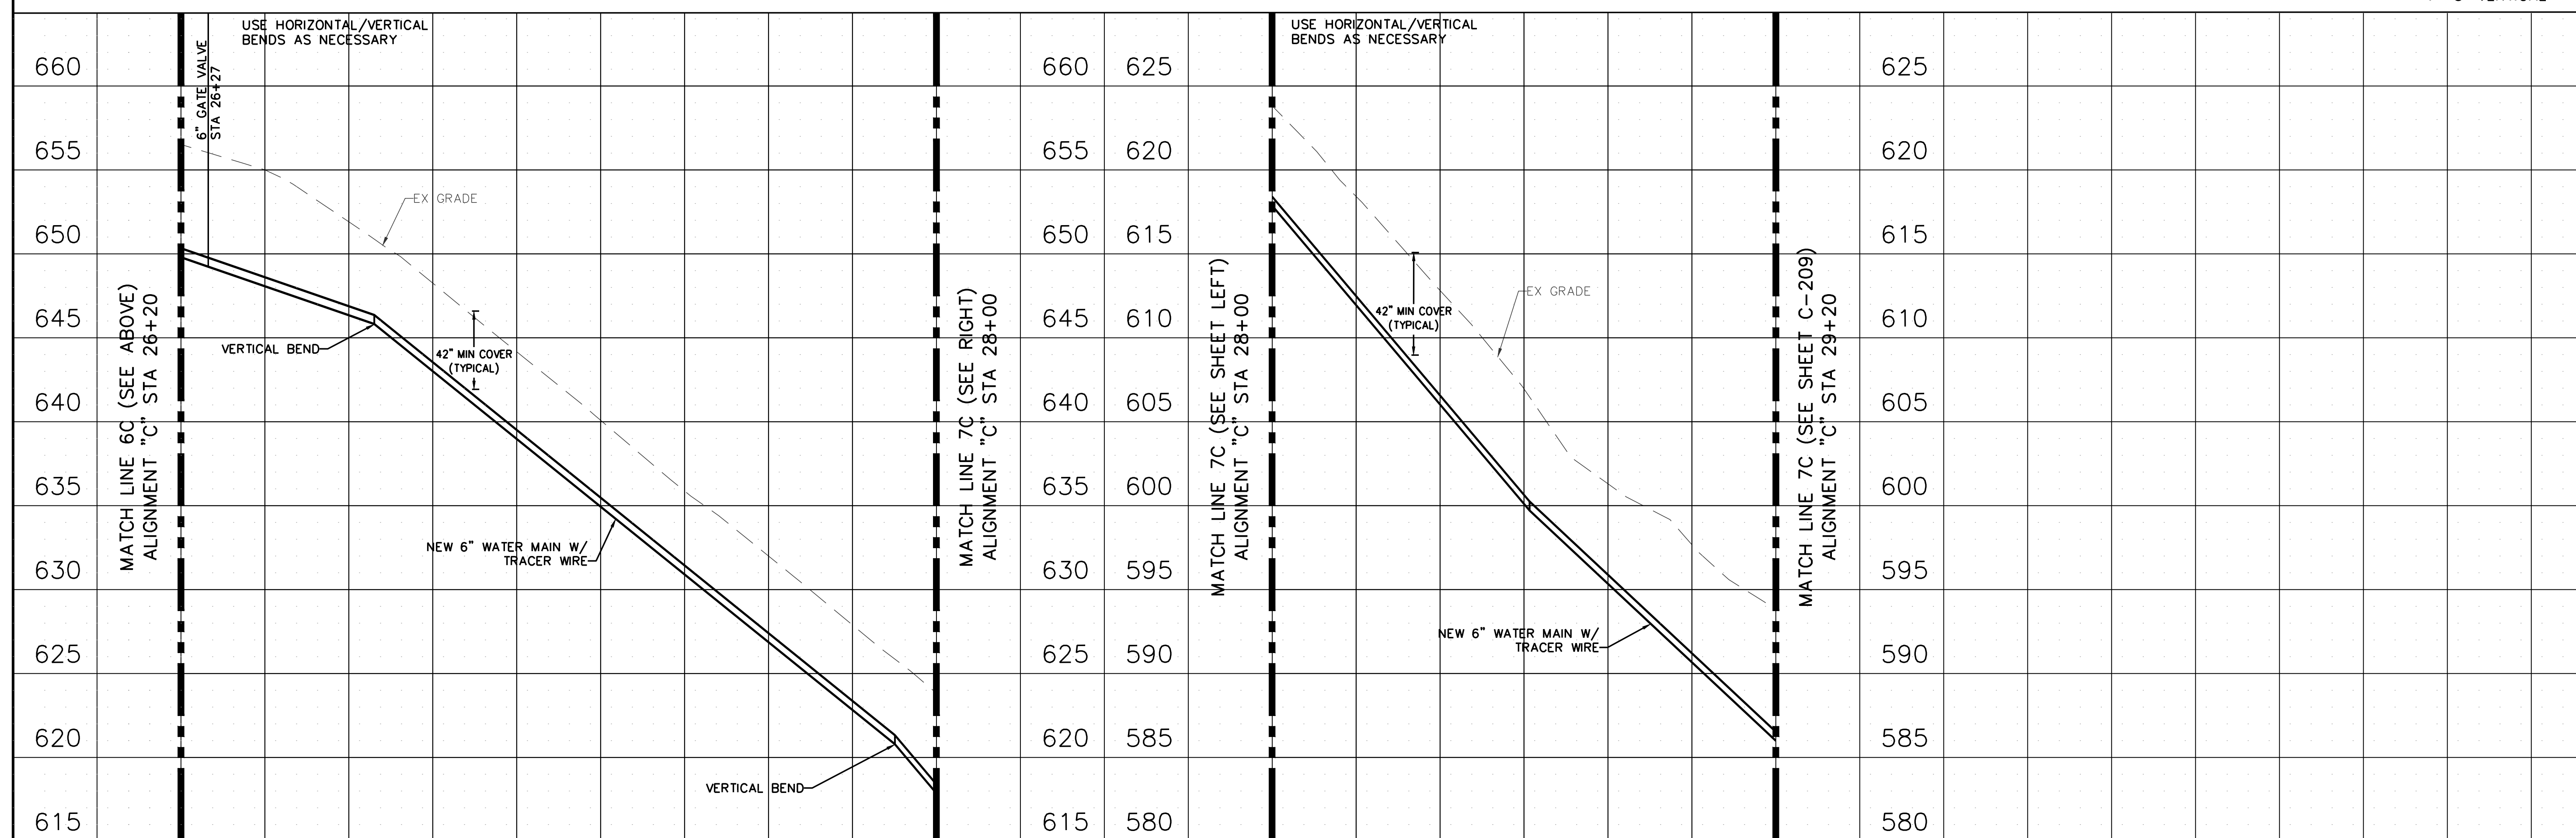 USE HORIZONTAL/VERTICAL
BENDS AS NECESSARY
6" GATE VALVE
STA 26+27
660
655
650
645
640
635
630
625
620
615
MATCH LINE 6C (SEE ABOVE)
ALIGNMENT "C" STA 26+20
EX GRADE
VERTICAL BEND
42" MIN COVER
(TYPICAL)
NEW 6" WATER MAIN W/
TRACER WIRE
VERTICAL BEND
MATCH LINE 7C (SEE RIGHT)
ALIGNMENT "C" STA 28+00
660
655
650
645
640
635
630
625
620
615
625
620
615
610
605
600
595
590
585
580
MATCH LINE 7C (SEE SHEET LEFT)
ALIGNMENT "C" STA 28+00
USE HORIZONTAL/VERTICAL
BENDS AS NECESSARY
42" MIN COVER
(TYPICAL)
EX GRADE
NEW 6" WATER MAIN W/
TRACER WIRE
MATCH LINE 7C (SEE SHEET C-209)
ALIGNMENT "C" STA 29+20
625
620
615
610
605
600
595
590
585
580